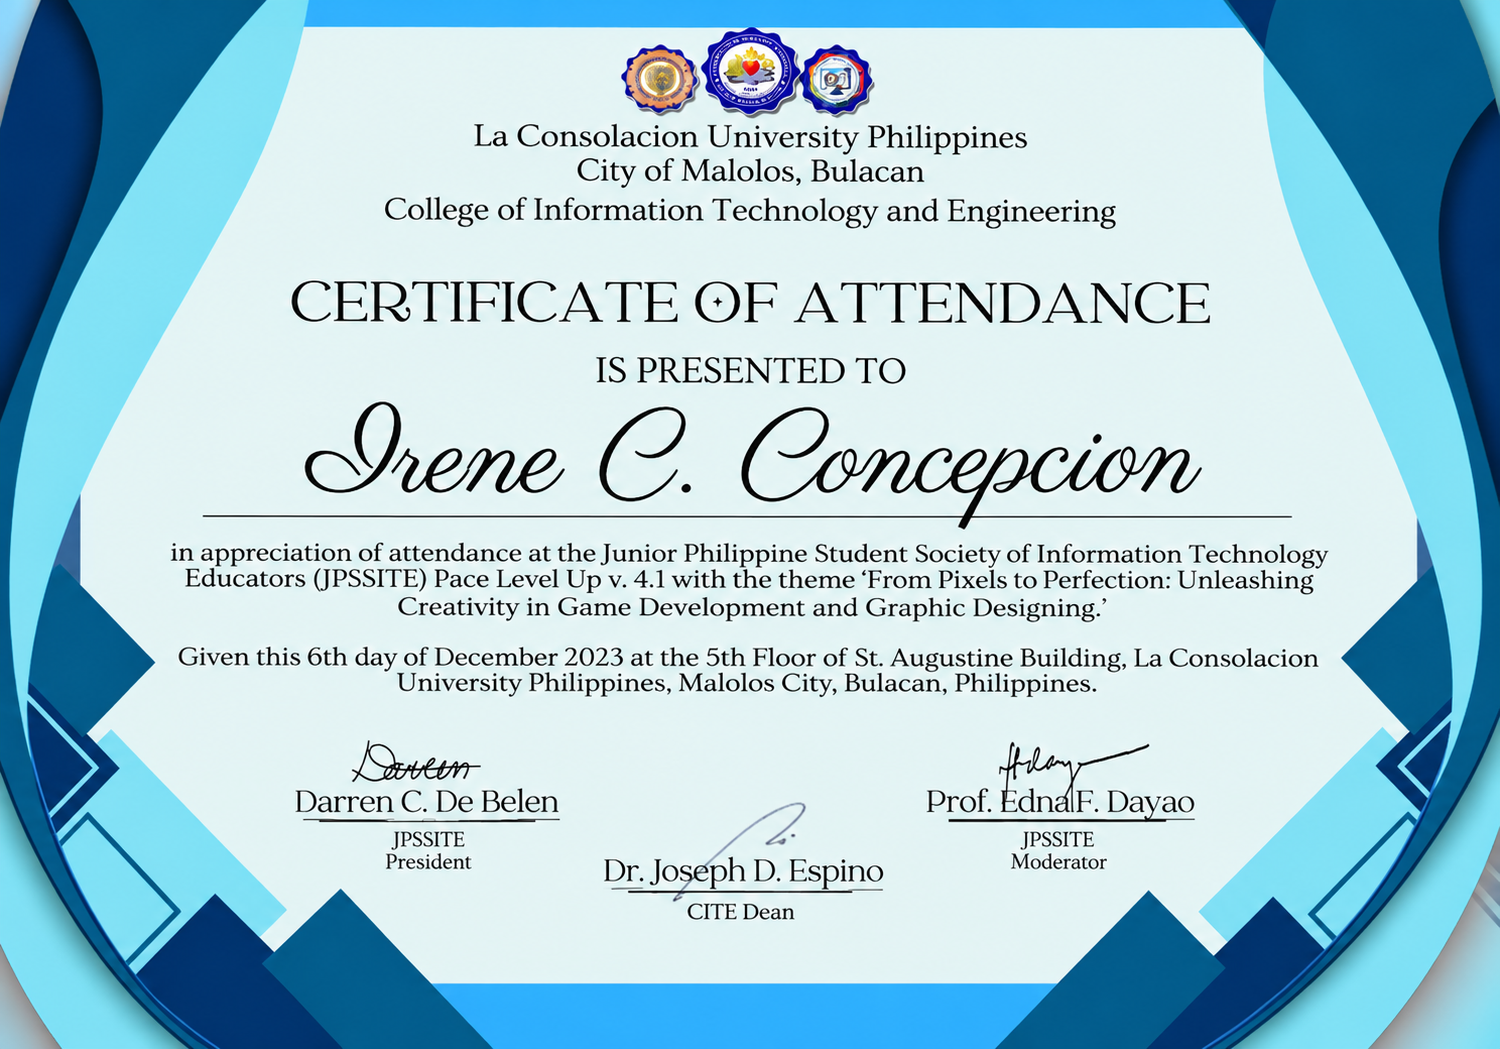 La Consolacion University Philippines
City of Malolos, Bulacan
College of Information Technology and Engineering
CERTIFICATE OF ATTENDANCE
IS PRESENTED TO
Irene C. Concepcion
in appreciation of attendance at the Junior Philippine Student Society of Information Technology
Educators (JPSSITE) Pace Level Up v. 4.1 with the theme ‘From Pixels to Perfection: Unleashing
Creativity in Game Development and Graphic Designing.’
Given this 6th day of December 2023 at the 5th Floor of St. Augustine Building, La Consolacion
University Philippines, Malolos City, Bulacan, Philippines.
Darren
Darren C. De Belen
JPSSITE
President
Prof. Edna F. Dayao
JPSSITE
Moderator
Dr. Joseph D. Espino
CITE Dean